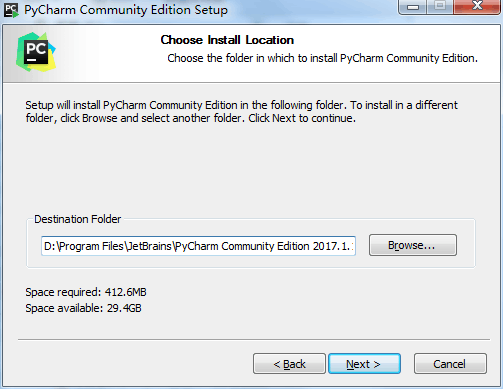 PyCharm Community Edition Setup
PC
Choose Install Location
Choose the folder in which to install PyCharm Community Edition.
Setup will install PyCharm Community Edition in the following folder. To install in a different
folder, click Browse and select another folder. Click Next to continue.
Destination Folder
D:\Program Files\JetBrains\PyCharm Community Edition 2017.1.
Browse...
Space required: 412.6MB
Space available: 29.4GB
< Back
Next >
Cancel